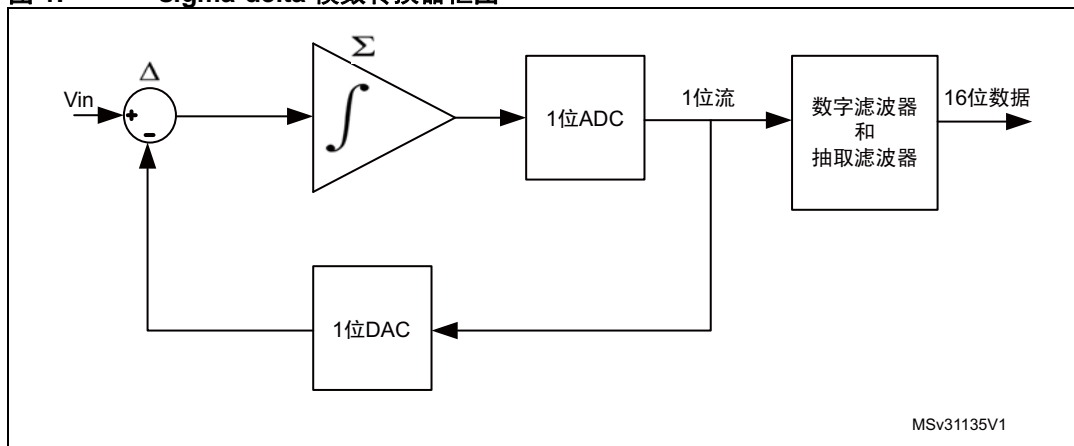 Σ
Δ
Vin
+
-
∫
1位ADC
1位流
数字滤波器
和
抽取滤波器
16位数据
1位DAC
MSv31135V1